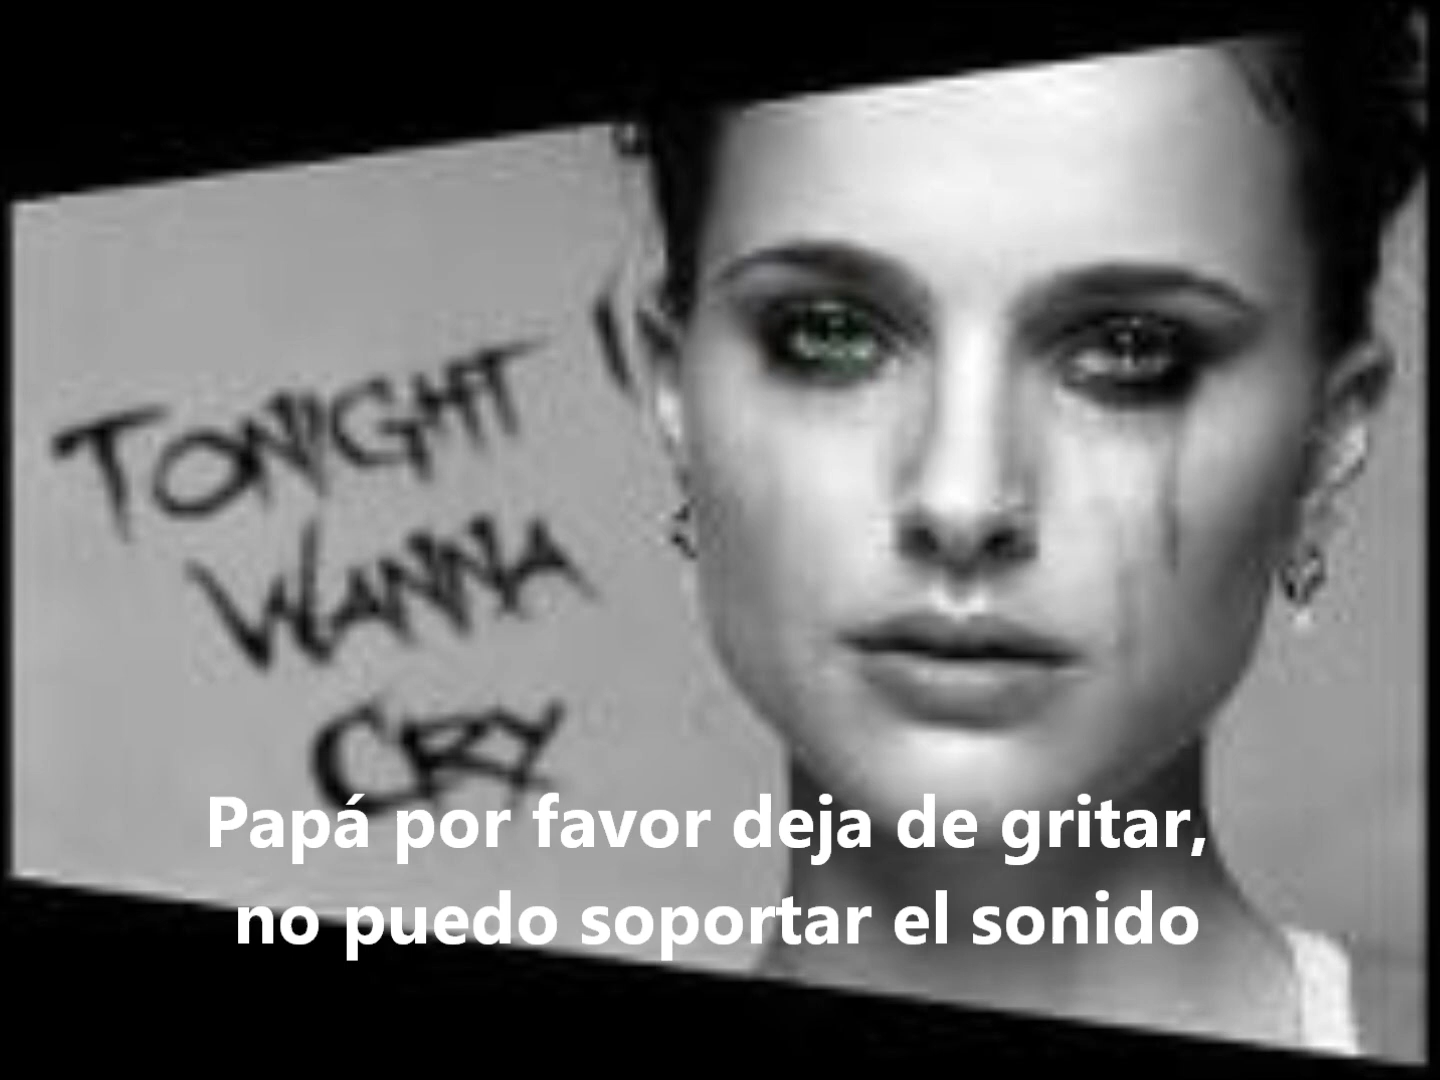 TONIGHT I
WANNA
CRY
Papá por favor deja de gritar,
no puedo soportar el sonido